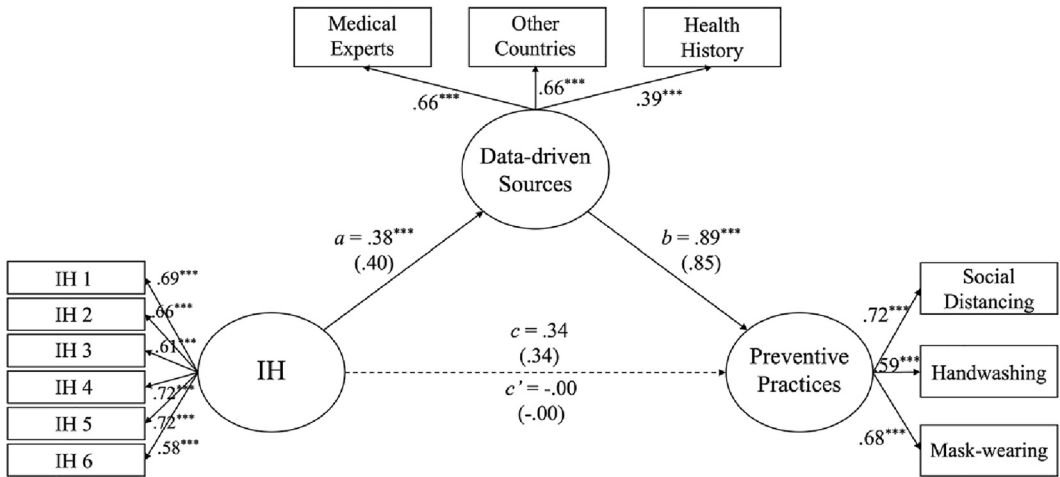 Medical
Experts
Other
Countries
Health
History
.66***
.66***
.39***
Data-driven
Sources
a = .38***
(.40)
b = .89***
(.85)
IH 1
IH 2
IH 3
IH 4
IH 5
IH 6
.69***
.66***
.61***
.72***
.72***
.58***
IH
c = .34
(.34)
c’ = -.00
(-.00)
Preventive
Practices
.72***
.59***
.68***
Social
Distancing
Handwashing
Mask-wearing